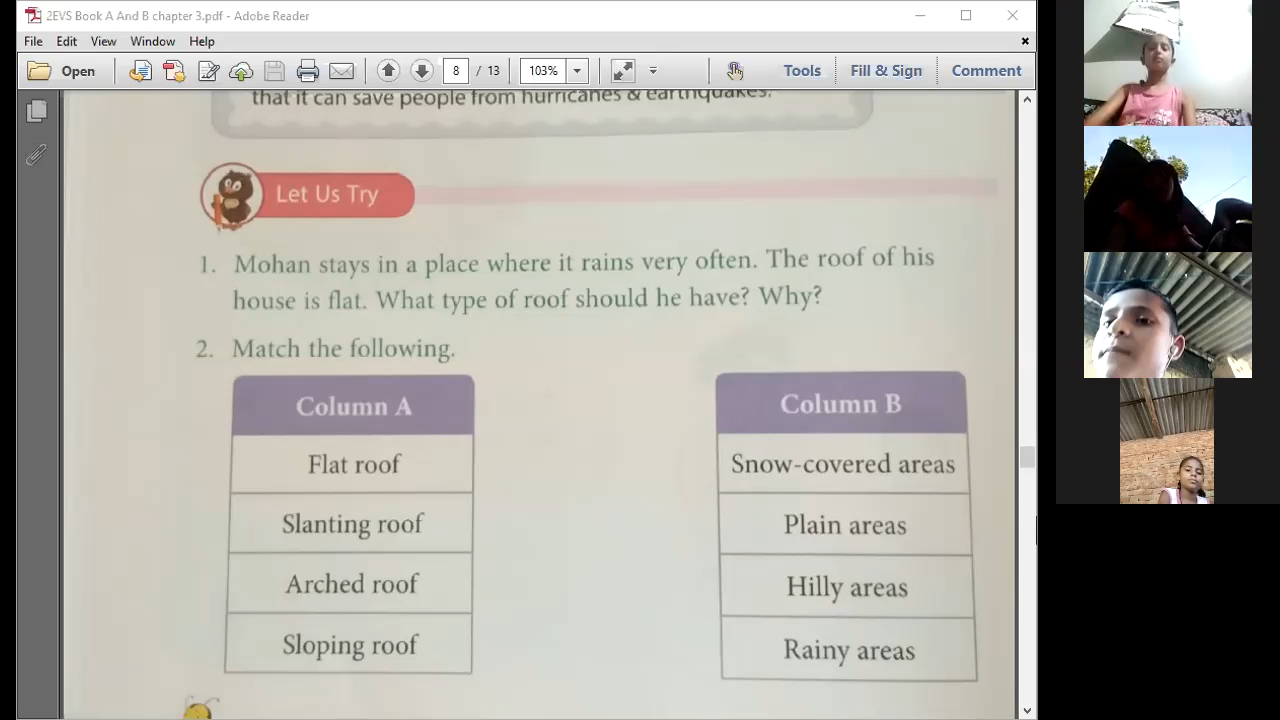 2EVS Book A And B chapter 3.pdf - Adobe Reader
File Edit View Window Help
Open 8 / 13 103% Tools Fill & Sign Comment
that it can save people from hurricanes & earthquakes.
Let Us Try
1. Mohan stays in a place where it rains very often. The roof of his
house is flat. What type of roof should he have? Why?
2. Match the following.
Column A Column B
Flat roof Snow-covered areas
Slanting roof Plain areas
Arched roof Hilly areas
Sloping roof Rainy areas